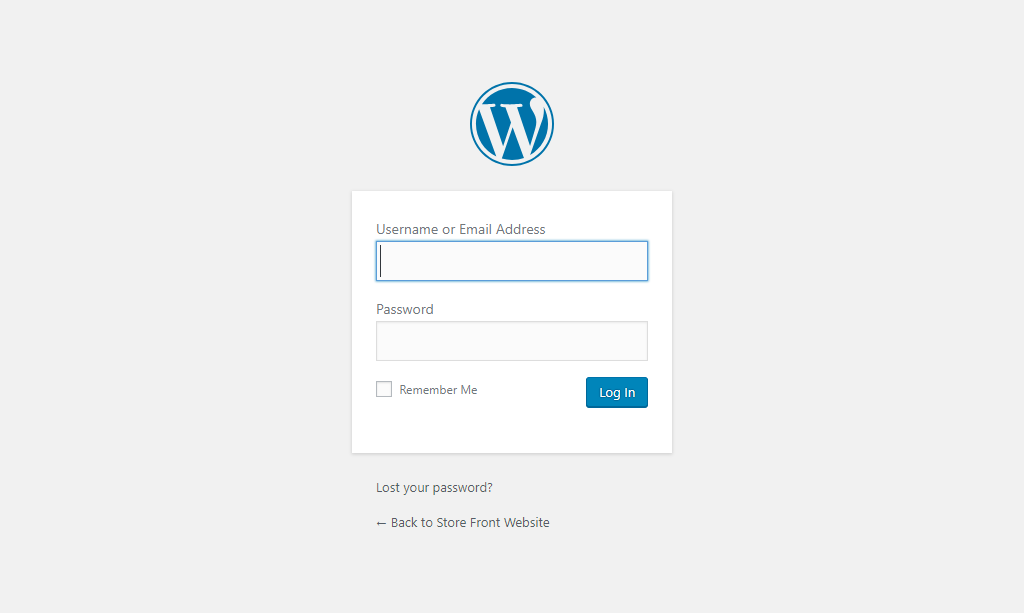 Username or Email Address
Password
Remember Me
Log In
Lost your password?
← Back to Store Front Website